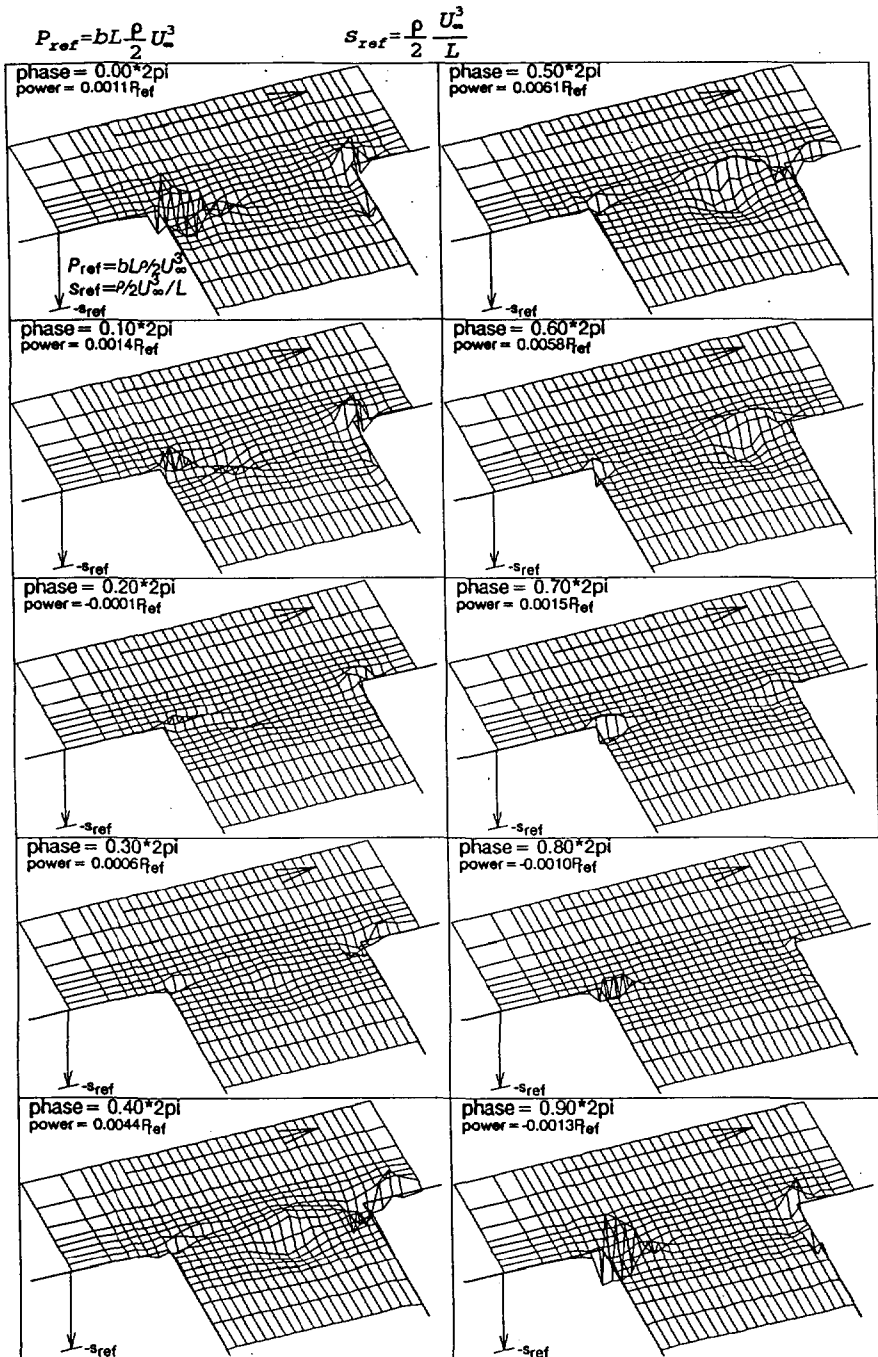 P_ref=bL ρ/2 U∞^3
s_ref= ρ/2 U∞^3/L
phase = 0.00*2pi
power = 0.0011P_ref
P_ref=bLρ/2U∞^3
s_ref=ρ/2U∞^3/L
-s_ref
phase = 0.50*2pi
power = 0.0061P_ref
phase = 0.10*2pi
power = 0.0014P_ref
-s_ref
phase = 0.60*2pi
power = 0.0058P_ref
-s_ref
phase = 0.20*2pi
power = -0.0001P_ref
-s_ref
phase = 0.70*2pi
power = 0.0015P_ref
-s_ref
phase = 0.30*2pi
power = 0.0006P_ref
-s_ref
phase = 0.80*2pi
power = -0.0010P_ref
-s_ref
phase = 0.40*2pi
power = 0.0044P_ref
-s_ref
phase = 0.90*2pi
power = -0.0013P_ref
-s_ref
-s_ref